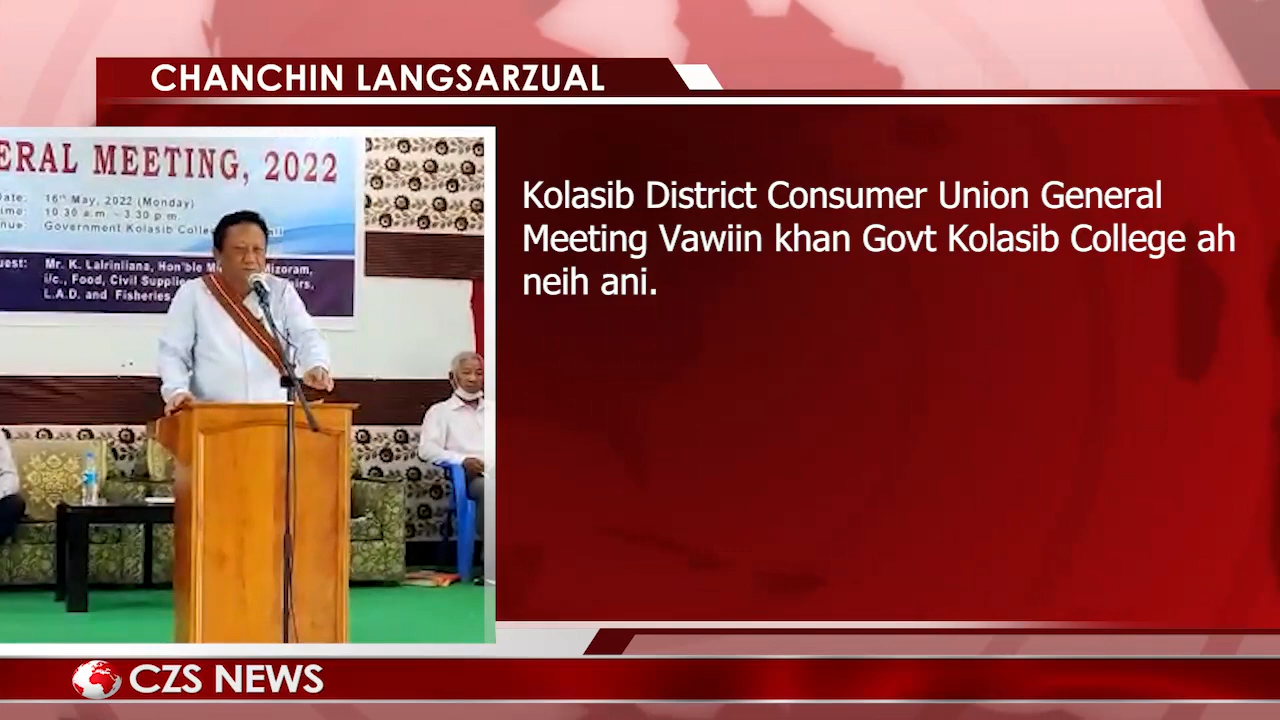 CHANCHIN LANGSARZUAL
ERAL MEETING, 2022
16th May, 2022 (Monday)
10.30 a.m. - 3.30 p.m.
Government Kolasib
Mr. K. Lalrinliana, Hon'ble Mizoram,
i/c., Food, Civil
L.A.D. and Fisheries,
Kolasib District Consumer Union General
Meeting Vawiin khan Govt Kolasib College ah
neih ani.
CZS NEWS